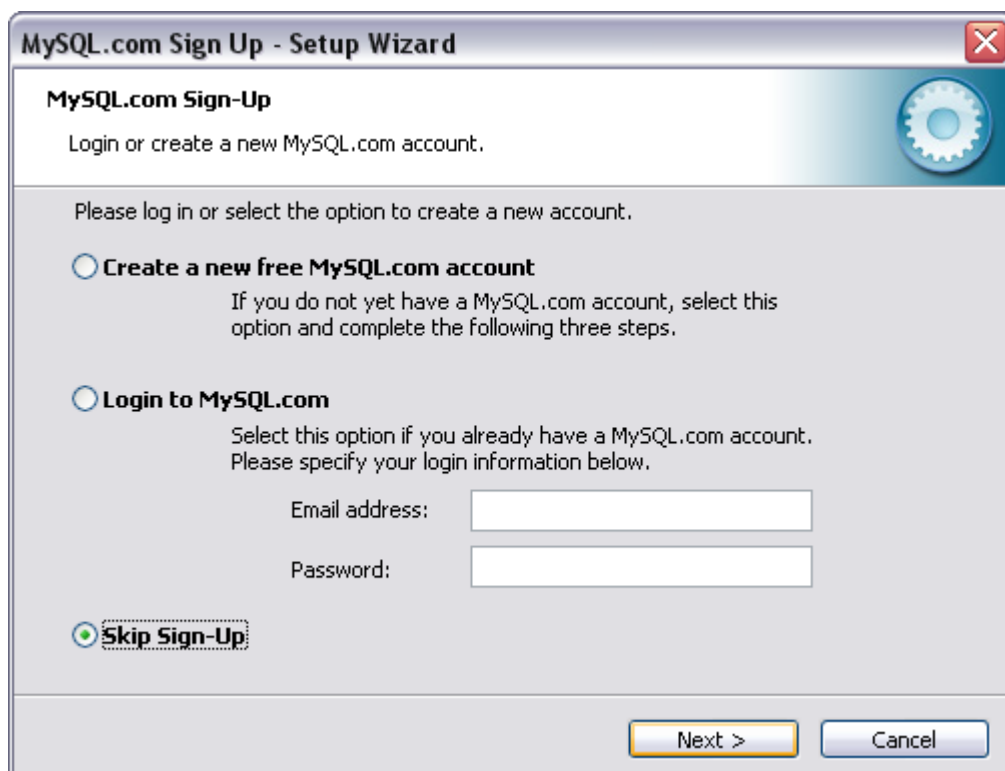 MySQL.com Sign Up - Setup Wizard
MySQL.com Sign-Up
Login or create a new MySQL.com account.
Please log in or select the option to create a new account.
Create a new free MySQL.com account
If you do not yet have a MySQL.com account, select this
option and complete the following three steps.
Login to MySQL.com
Select this option if you already have a MySQL.com account.
Please specify your login information below.
Email address:
Password:
Skip Sign-Up
Next >
Cancel